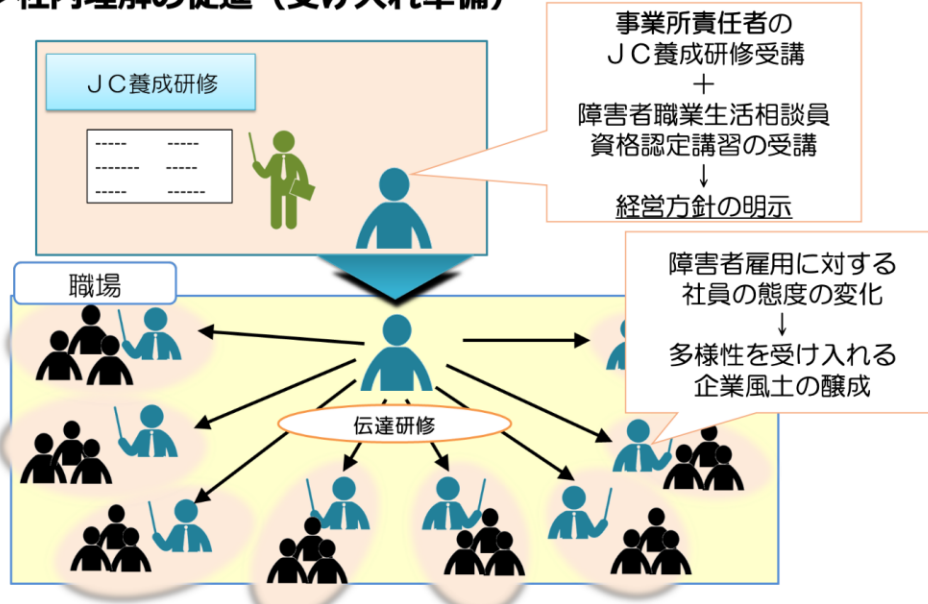 社内理解の促進（受け入れ準備）
ＪＣ養成研修
----- -----
------- ----
----- ------
事業所責任者の
ＪＣ養成研修受講
＋
障害者職業生活相談員
資格認定講習の受講
↓
経営方針の明示
職場
障害者雇用に対する
社員の態度の変化
↓
多様性を受け入れる
企業風土の醸成
伝達研修